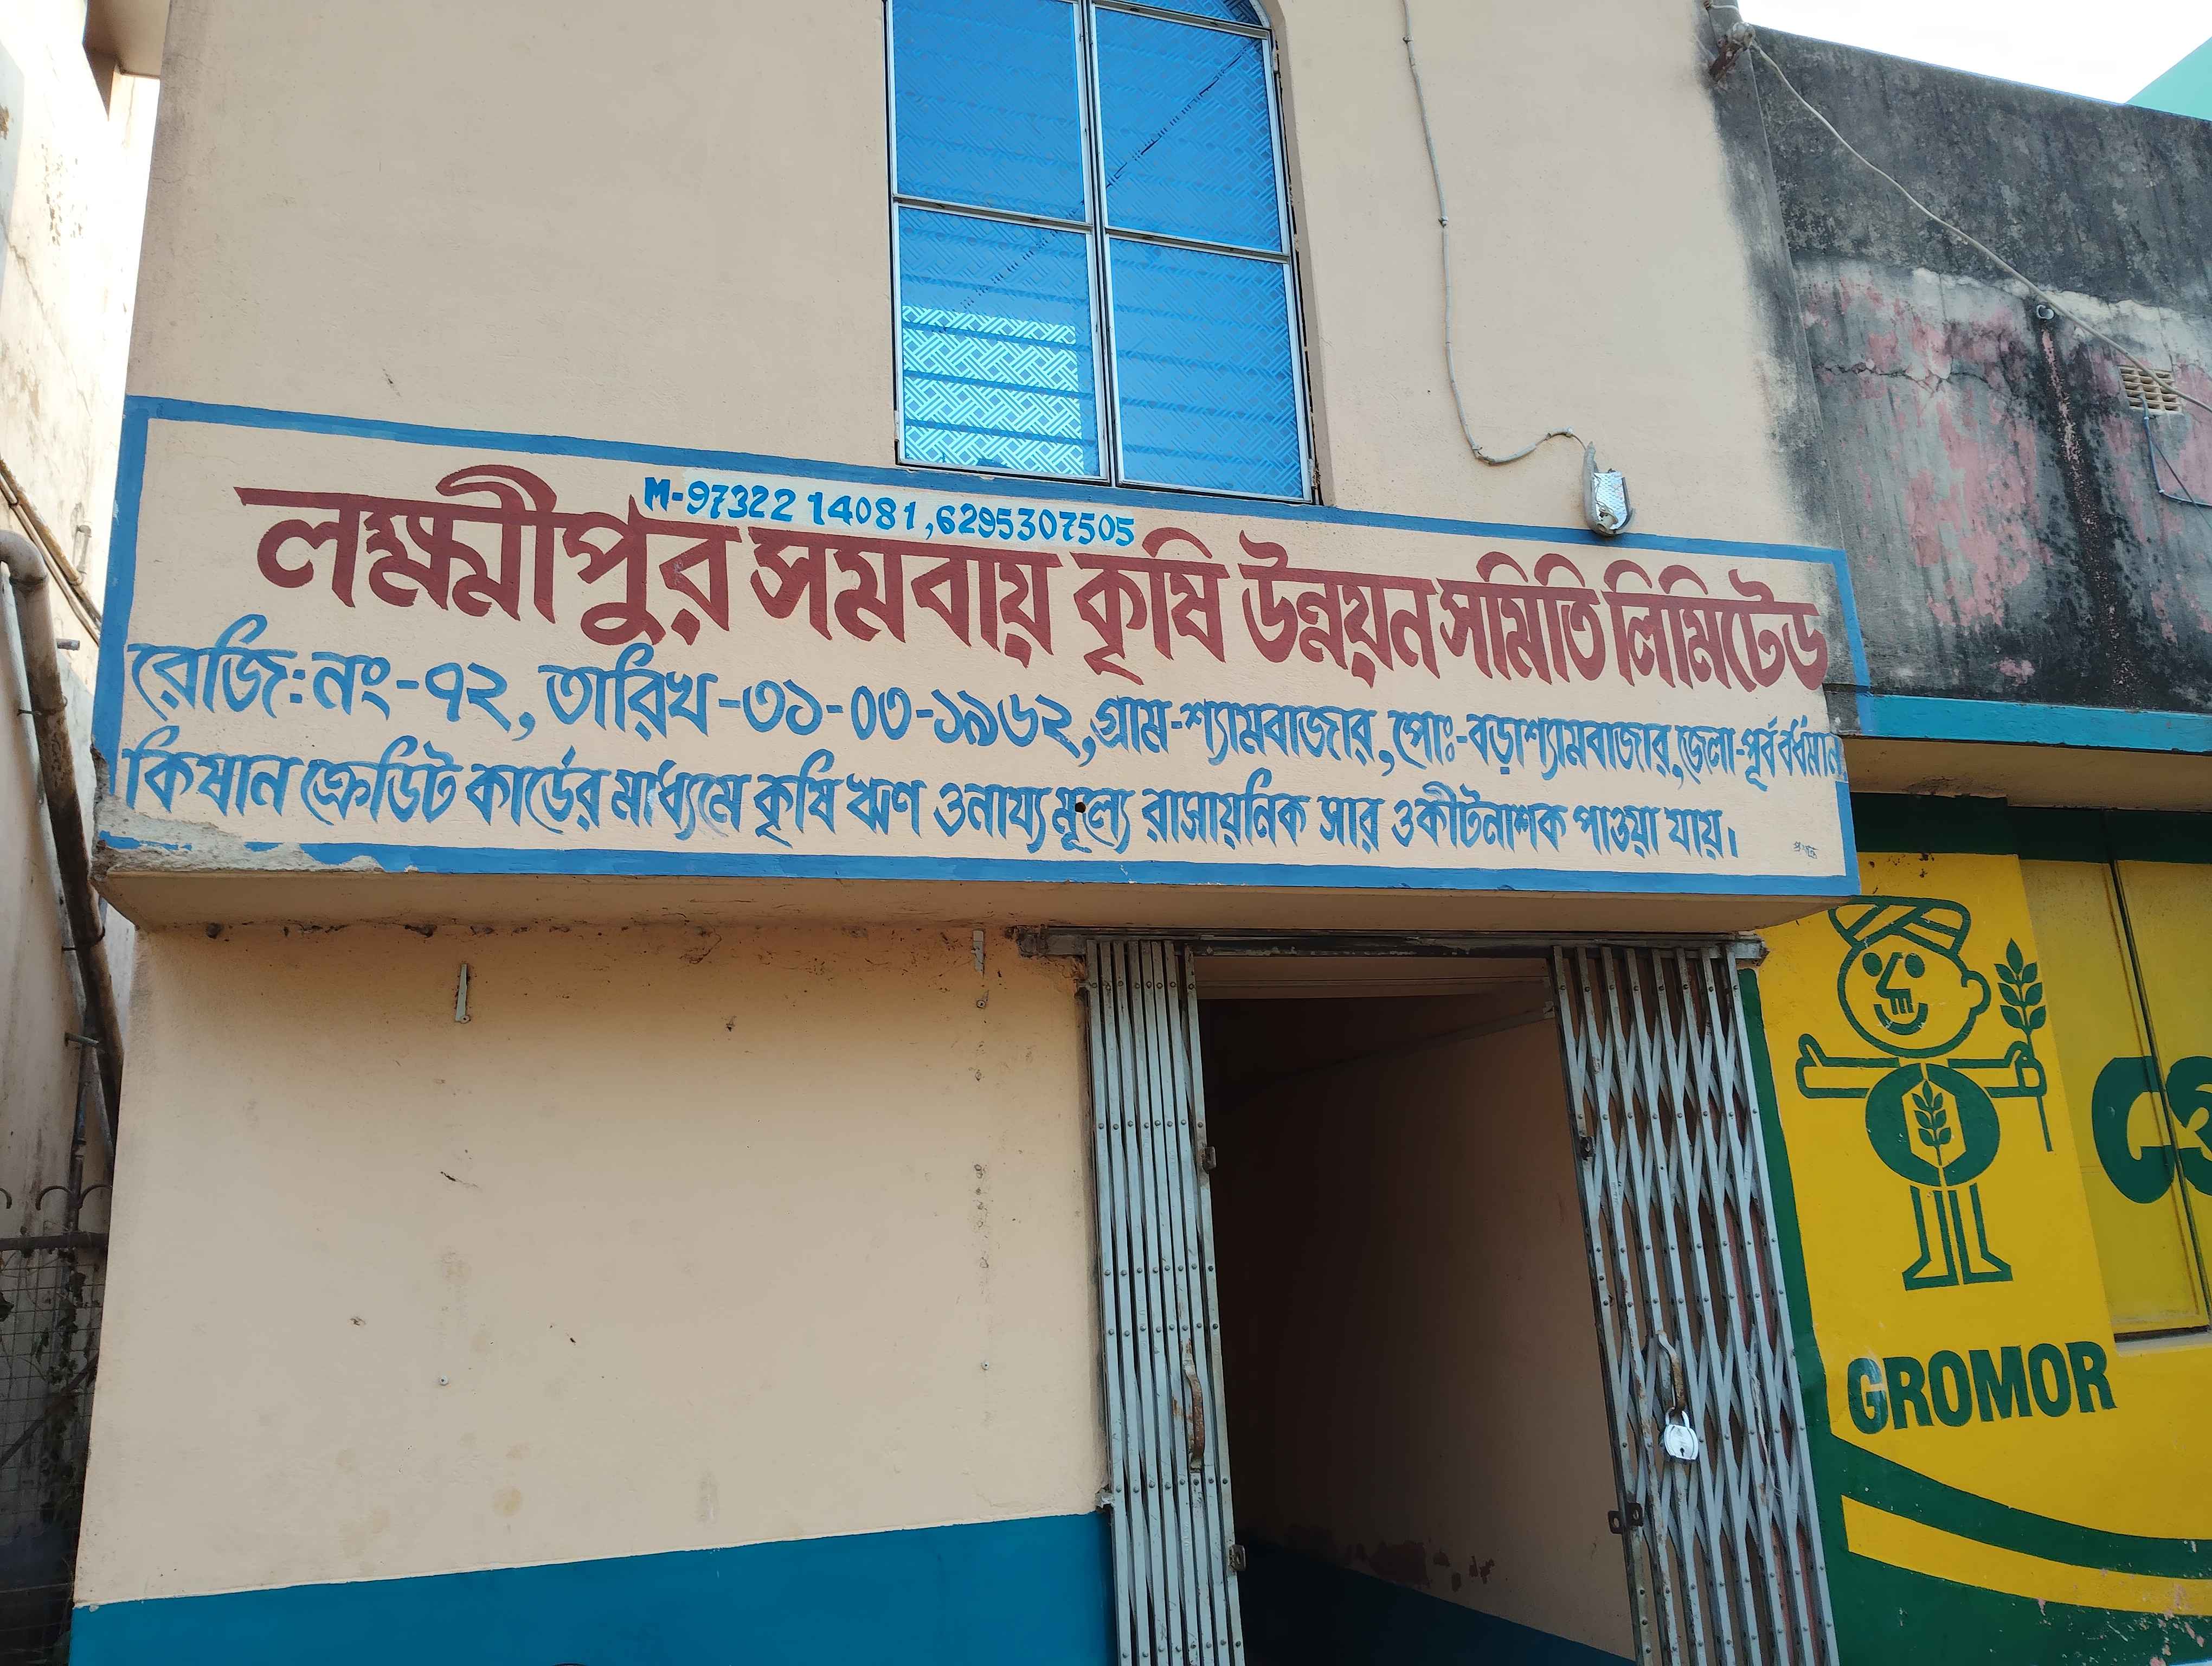 M-97322 14081, 6295307505
লক্ষ্মীপুর সমবায় কৃষি উন্নয়ন সমিতি লিমিটেড
রেজি: নং-৭২, তারিখ-৩১-০৩-১৯৬২, গ্রাম-শ্যামবাজার, পোঃ-বড়াশ্যামবাজার, জেলা-পূর্ব বর্ধমান
কিষান ক্রেডিট কার্ডের মাধ্যমে কৃষি ঋণ ও নায্য মূল্যে রাসায়নিক সার ও কীটনাশক পাওয়া যায়।
GROMOR